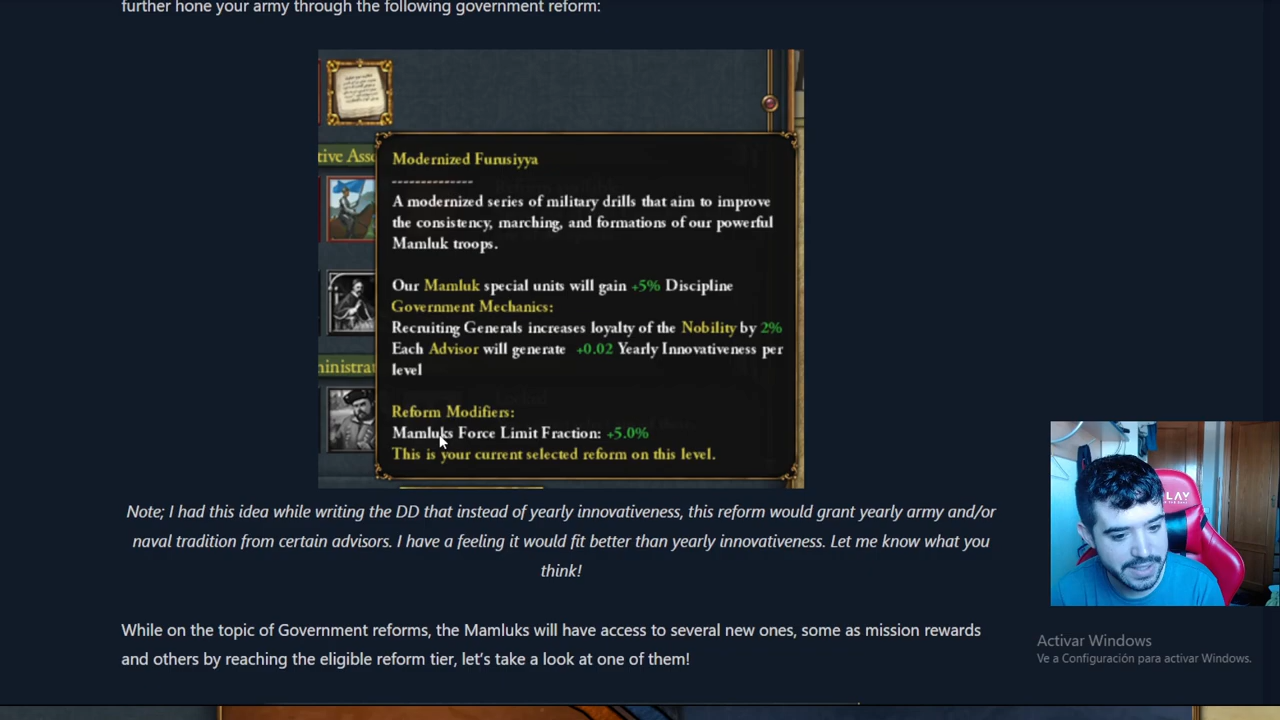 further hone your army through the following government reform:
tive Asso
Modernized Furusiyya
--------------
A modernized series of military drills that aim to improve
the consistency, marching, and formations of our powerful
Mamluk troops.
Our Mamluk special units will gain +5% Discipline
Government Mechanics:
Recruiting Generals increases loyalty of the Nobility by 2%
Each Advisor will generate +0.02 Yearly Innovativeness per
level
ministrat
Reform Modifiers:
Mamluks Force Limit Fraction: +5.0%
This is your current selected reform on this level.
Note; I had this idea while writing the DD that instead of yearly innovativeness, this reform would grant yearly army and/or
naval tradition from certain advisors. I have a feeling it would fit better than yearly innovativeness. Let me know what you
think!
While on the topic of Government reforms, the Mamluks will have access to several new ones, some as mission rewards
and others by reaching the eligible reform tier, let's take a look at one of them!
PLAY
Activar Windows
Ve a Configuración para activar Windows.